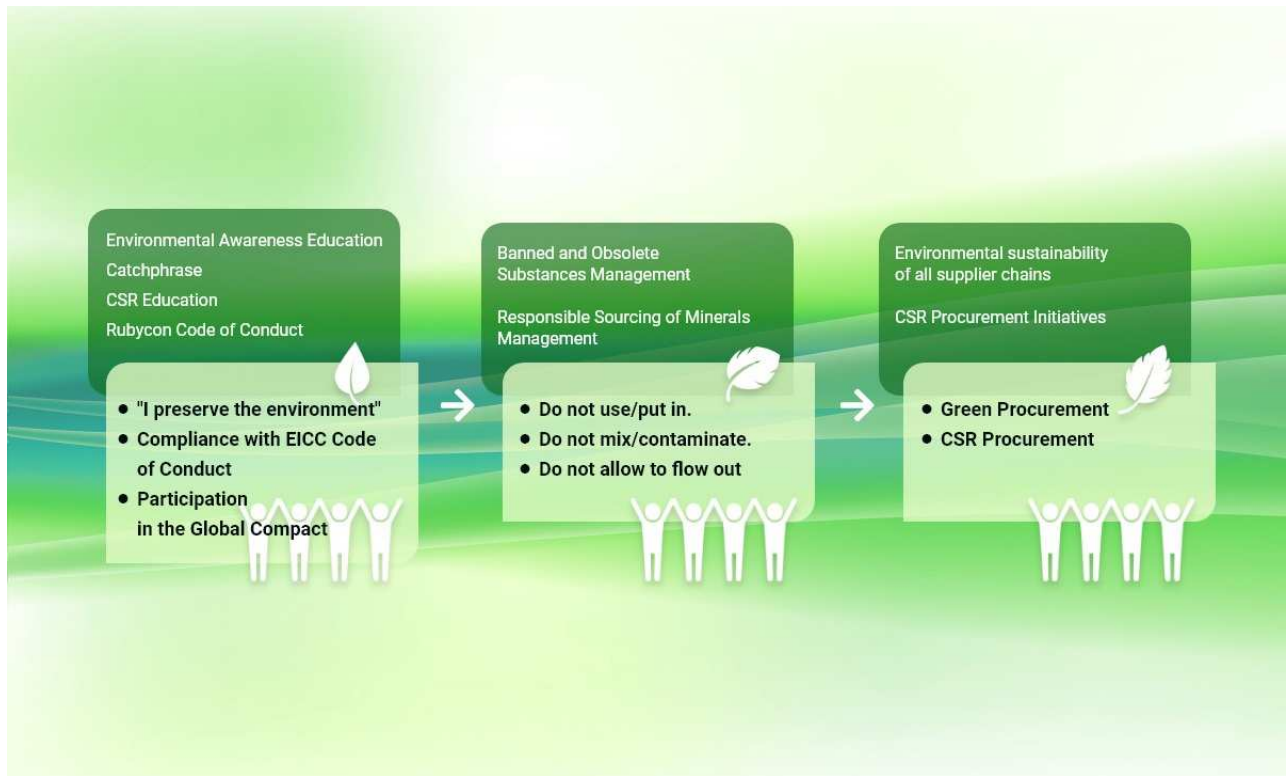 Environmental Awareness Education
Catchphrase
CSR Education
Rubycon Code of Conduct
● "I preserve the environment"
● Compliance with EICC Code
of Conduct
● Participation
in the Global Compact
Banned and Obsolete
Substances Management
Responsible Sourcing of Minerals
Management
● Do not use/put in.
● Do not mix/contaminate.
● Do not allow to flow out
Environmental sustainability
of all supplier chains
CSR Procurement Initiatives
● Green Procurement
● CSR Procurement